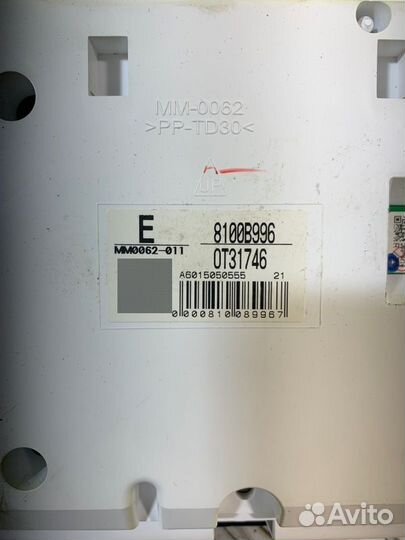 MM-0062
>PP-TD30<
E 8100B996
MM0062-011 0T31746
A6015050555 21
0000810089967
Avito